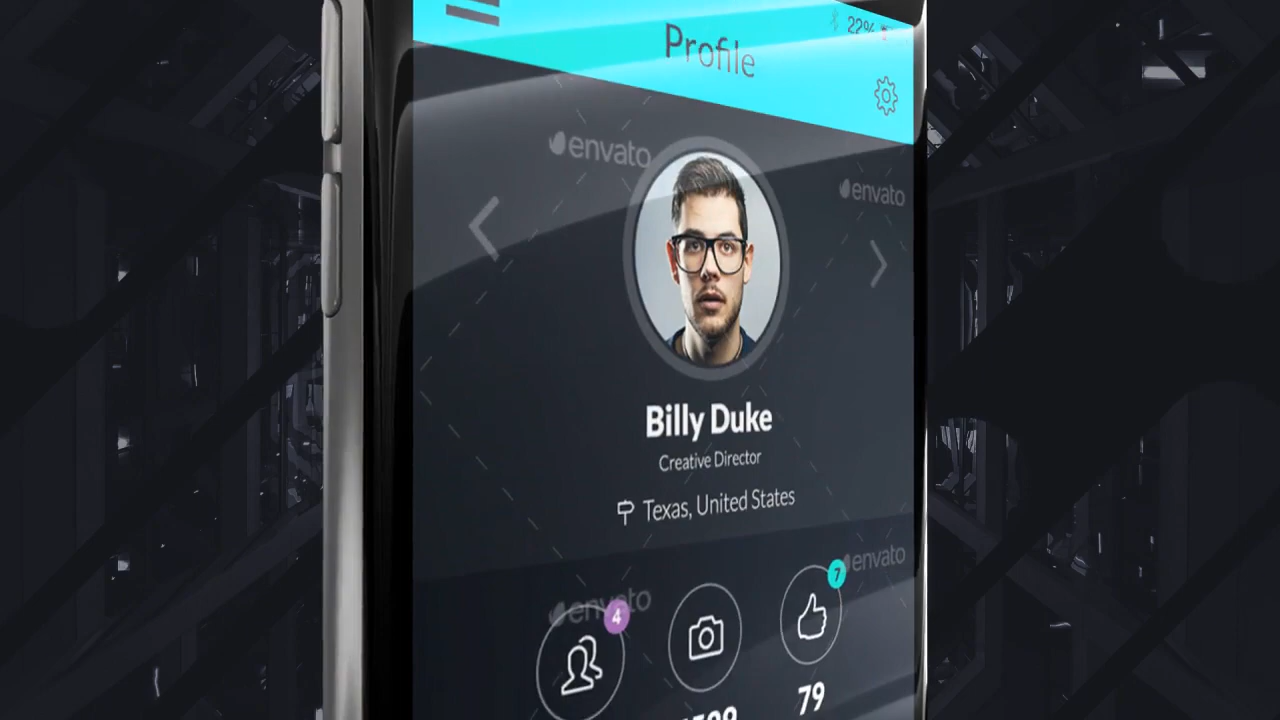 22%
Profile
envato
envato
Billy Duke
Creative Director
Texas, United States
envato
7
envato
4
79